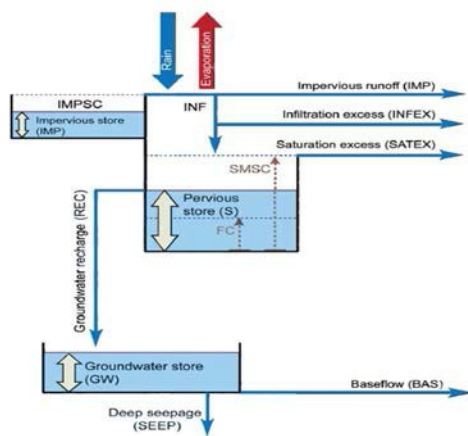 Rain
Evaporation
IMPSC
INF
Impervious runoff (IMP)
Impervious store
(IMP)
Infiltration excess (INFEX)
Saturation excess (SATEX)
SMSC
Pervious
store (S)
FC
Groundwater recharge (REC)
Groundwater store
(GW)
Baseflow (BAS)
Deep seepage
(SEEP)